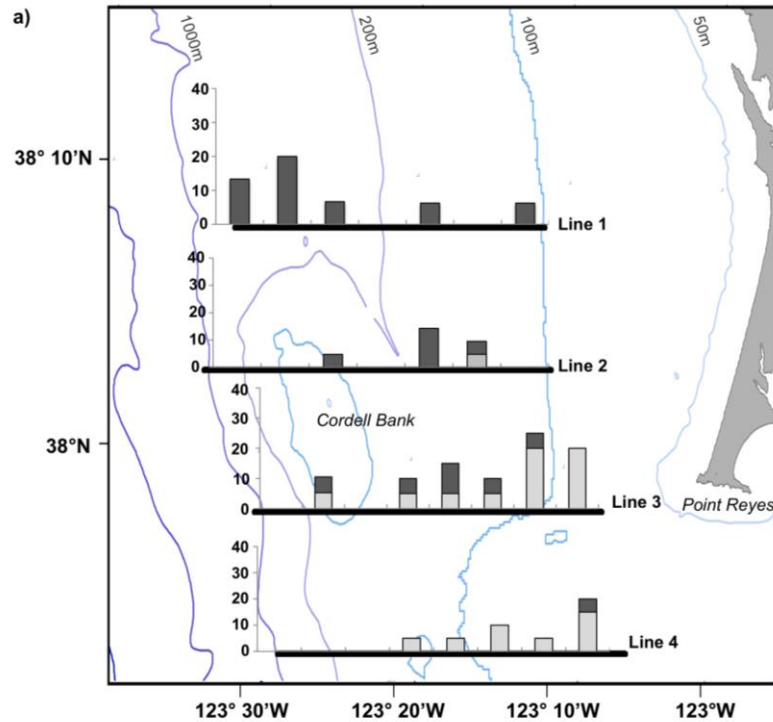 a)
1000m
200m
100m
50m
38° 10'N
40
30
20
10
0
Line 1
40
30
20
10
0
Line 2
38°N
40
30
20
10
0
Cordell Bank
Line 3
Point Reyes
40
30
20
10
0
Line 4
123° 30'W
123° 20'W
123° 10'W
123°W